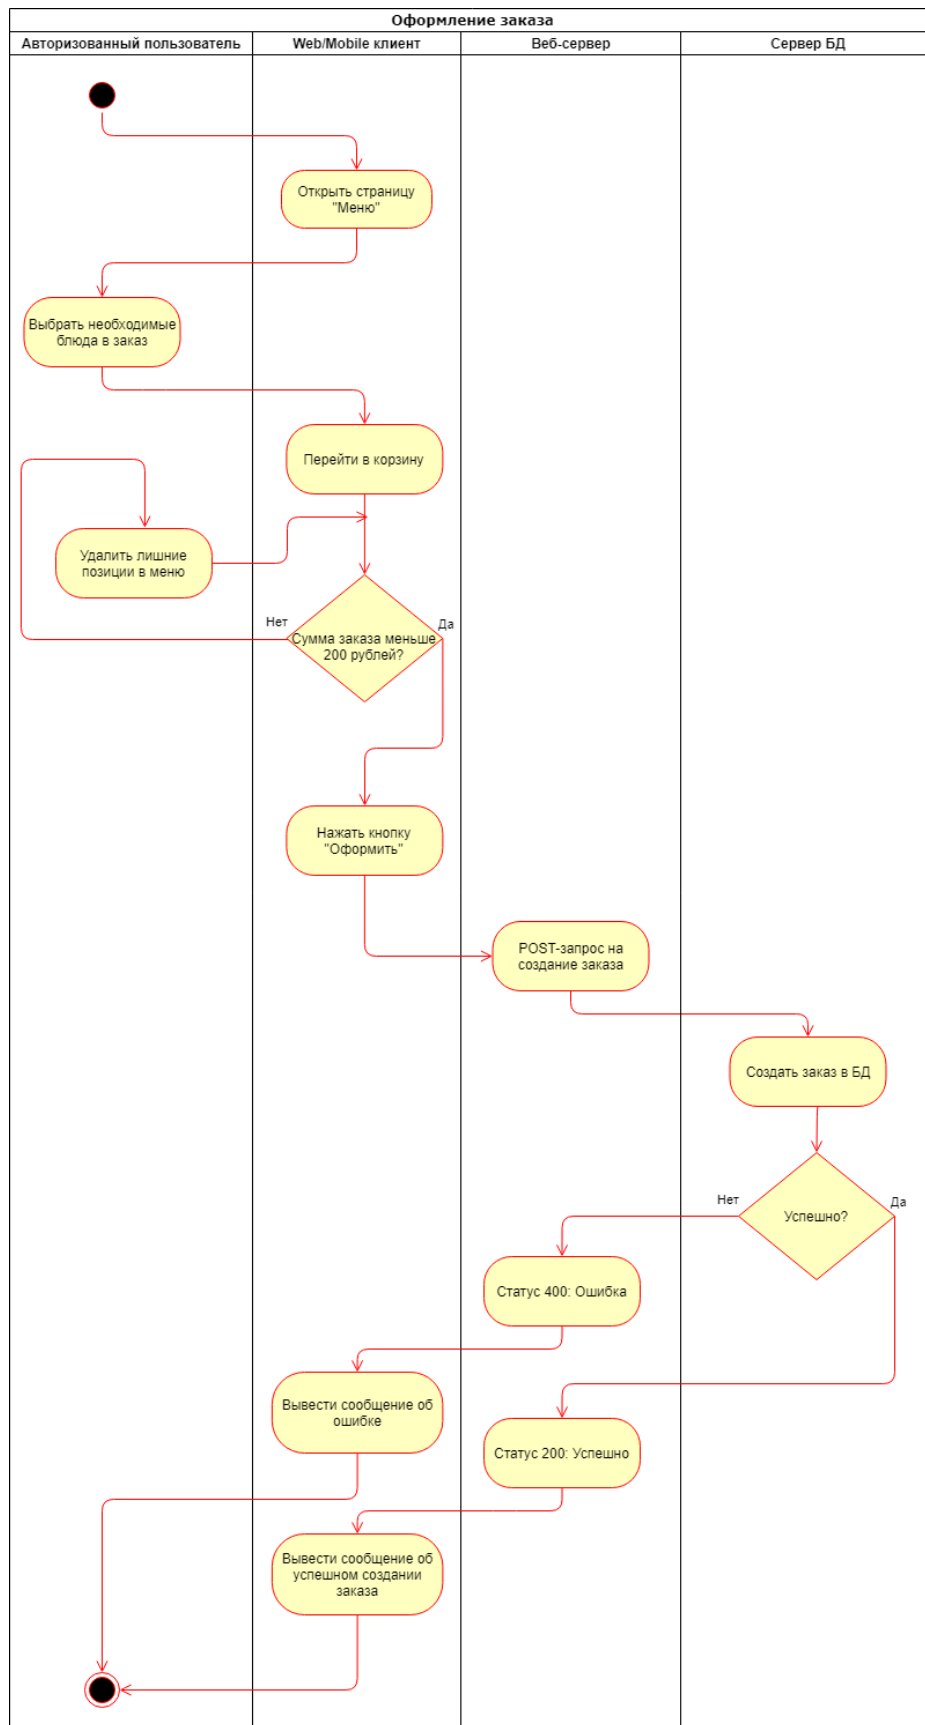 Оформление заказа
Авторизованный пользователь
Web/Mobile клиент
Веб-сервер
Сервер БД
Открыть страницу
"Меню"
Выбрать необходимые
блюда в заказ
Перейти в корзину
Удалить лишние
позиции в меню
Нет
Да
Сумма заказа меньше
200 рублей?
Нажать кнопку
"Оформить"
POST-запрос на
создание заказа
Создать заказ в БД
Нет
Да
Успешно?
Статус 400: Ошибка
Вывести сообщение об
ошибке
Статус 200: Успешно
Вывести сообщение об
успешном создании
заказа